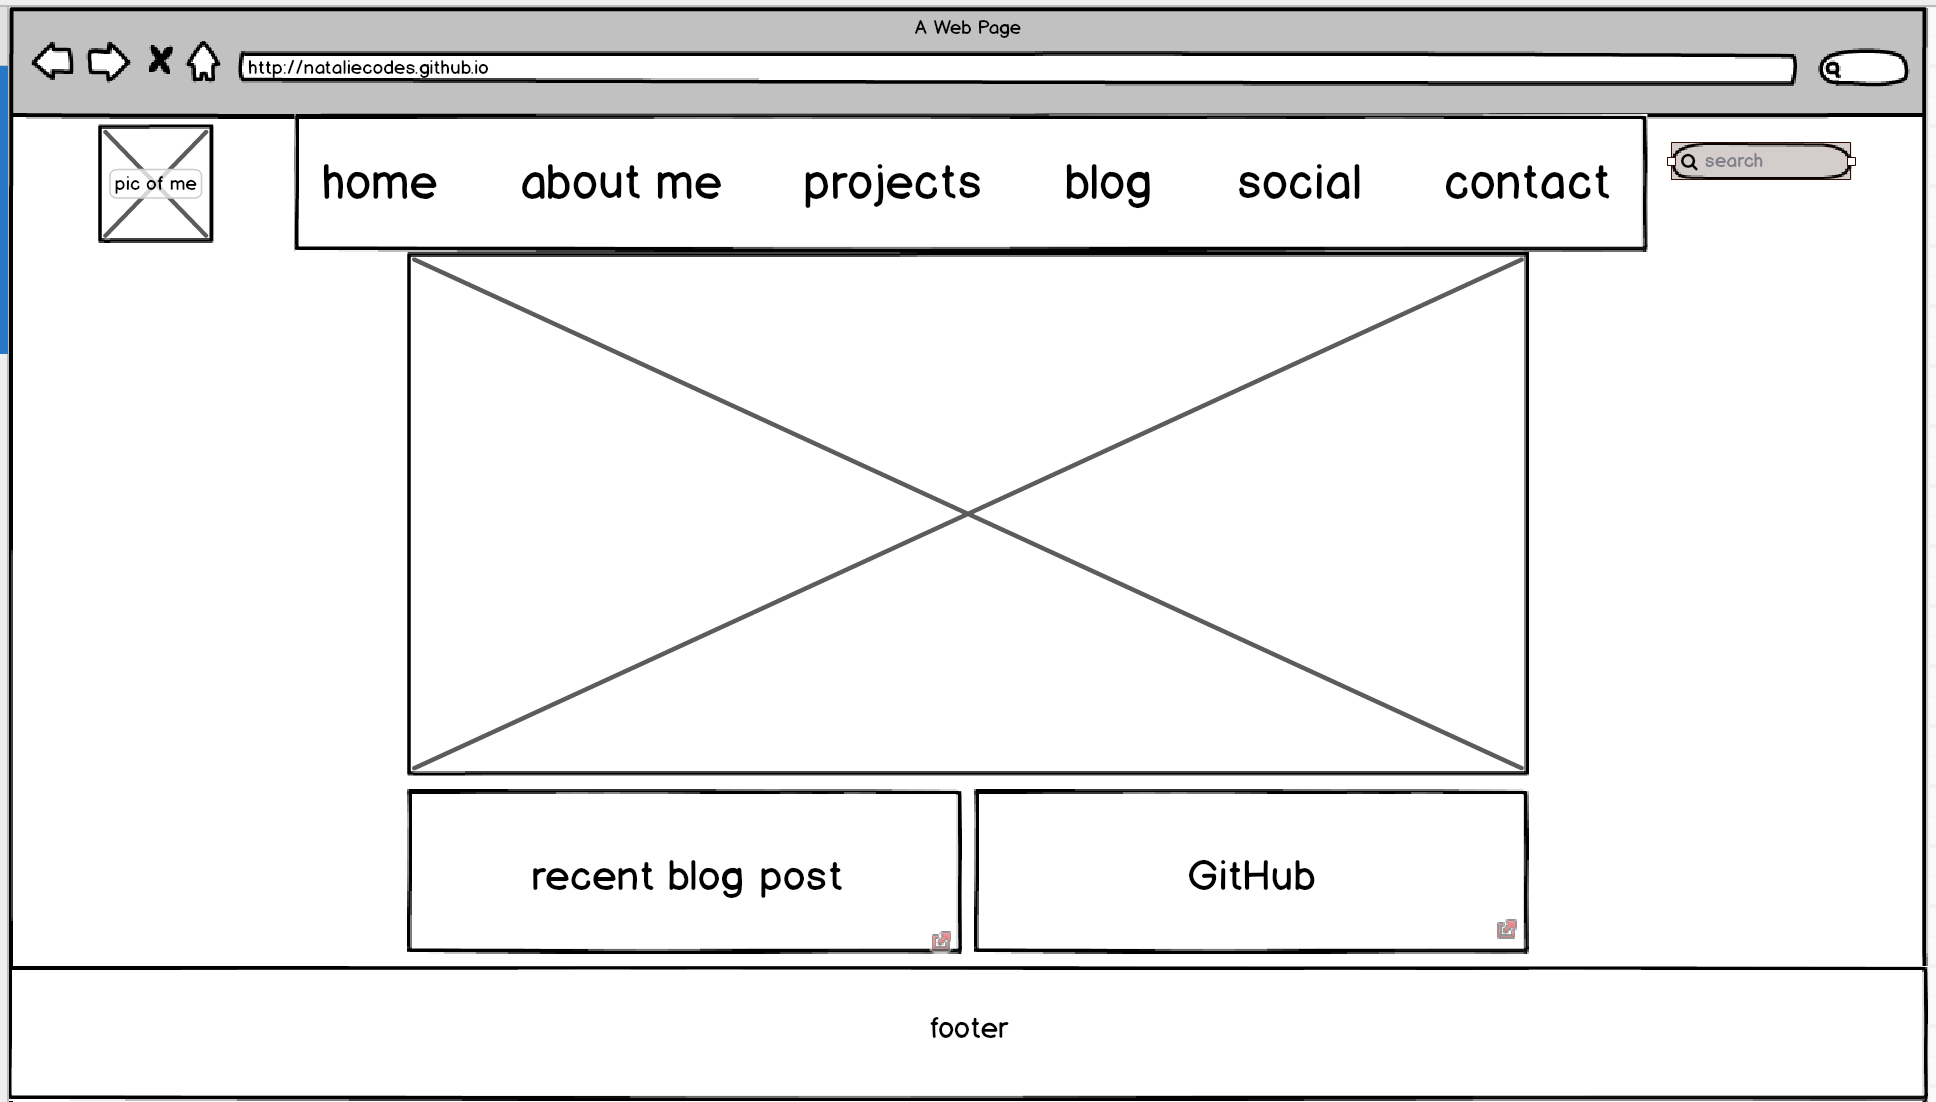 A Web Page
http://nataliecodes.github.io
pic of me
home about me projects blog social contact
search
recent blog post
GitHub
footer